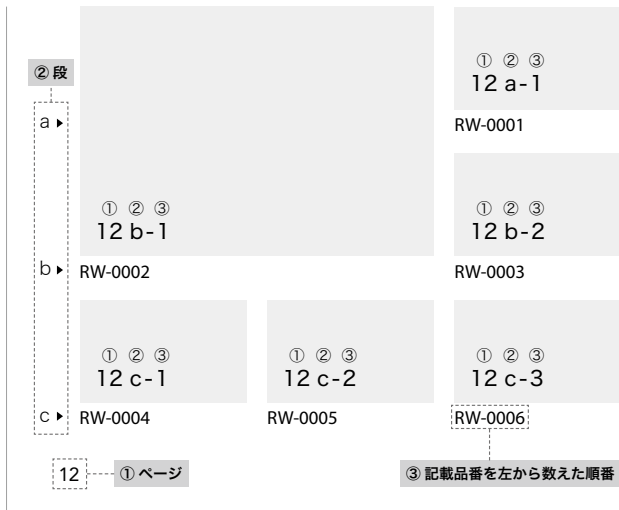 ① ② ③
12 a-1
② 段
a
RW-0001
① ② ③
12 b-1
① ② ③
12 b-2
b
RW-0002
RW-0003
① ② ③
12 c-1
① ② ③
12 c-2
① ② ③
12 c-3
c
RW-0004
RW-0005
RW-0006
12
① ページ
③ 記載品番を左から数えた順番